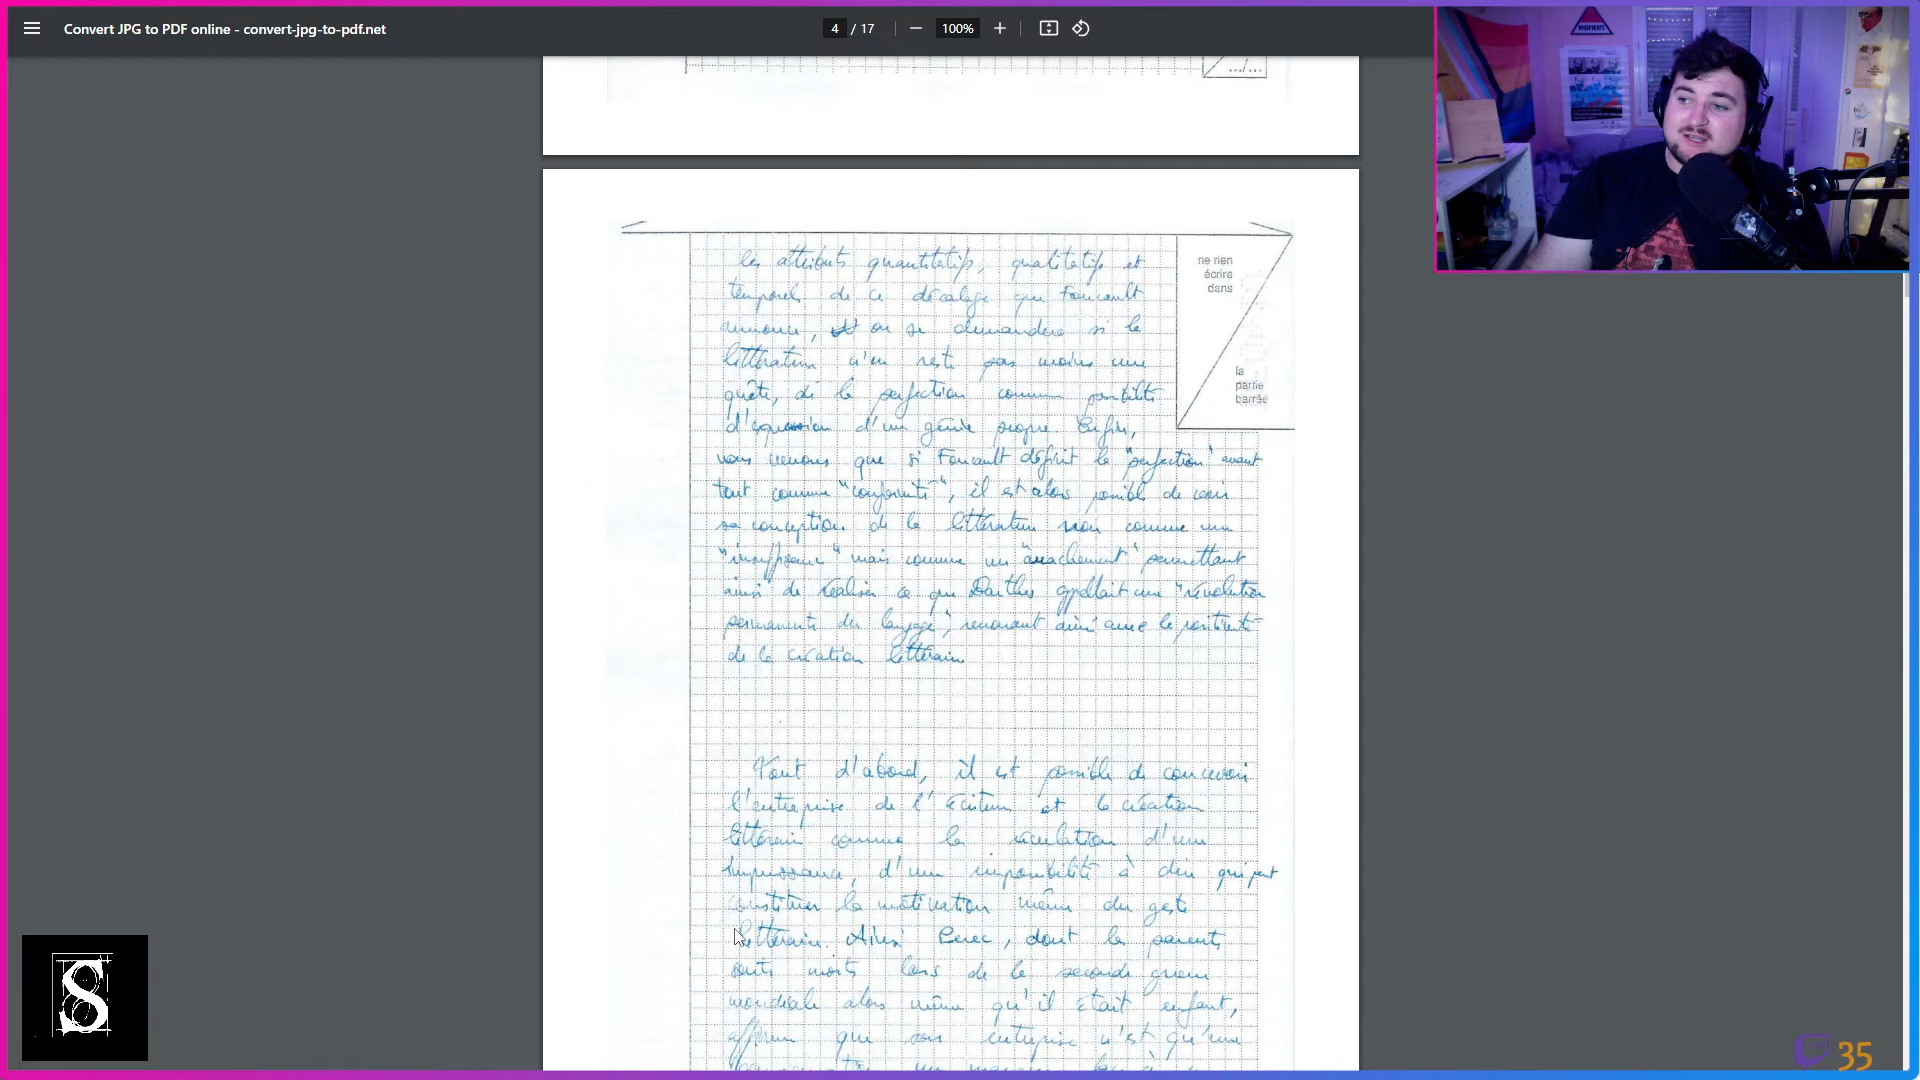 Convert JPG to PDF online - convert-jpg-to-pdf.net
4 / 17
100%
.../...
ne rien
écrire
dans
la
partie
barrée
les attributs quantitatifs, qualitatifs et
temporels de ce décalage que Foucault
annonce, on se demandera si la
littérature n'en reste pas moins une
quête, de la perfection comme possibilité
d'expression d'un génie propre. Enfin,
nous verrons que si Foucault définit la "perfection" avant
tout comme "conformité", il est alors possible de voir
sa conception de la littérature non comme un
mais comme un "arrachement" permettant
ainsi de réaliser ce que Barthes appellait une "révolution
permanente du langage", renouant ainsi avec la positivité
de la création littéraire.
Tout d'abord, il est possible de concevoir
l'entreprise de l'écriture et la création
littéraire comme la d'une
impuissance, d'une impossibilité à dire qui peut
constituer la motivation même du geste
littéraire. Ainsi Perec, dont les parents
sont morts lors de la seconde guerre
mondiale alors même qu'il était enfant,
affirme que son entreprise n'est qu'une
VIGIPIRATE
S
35